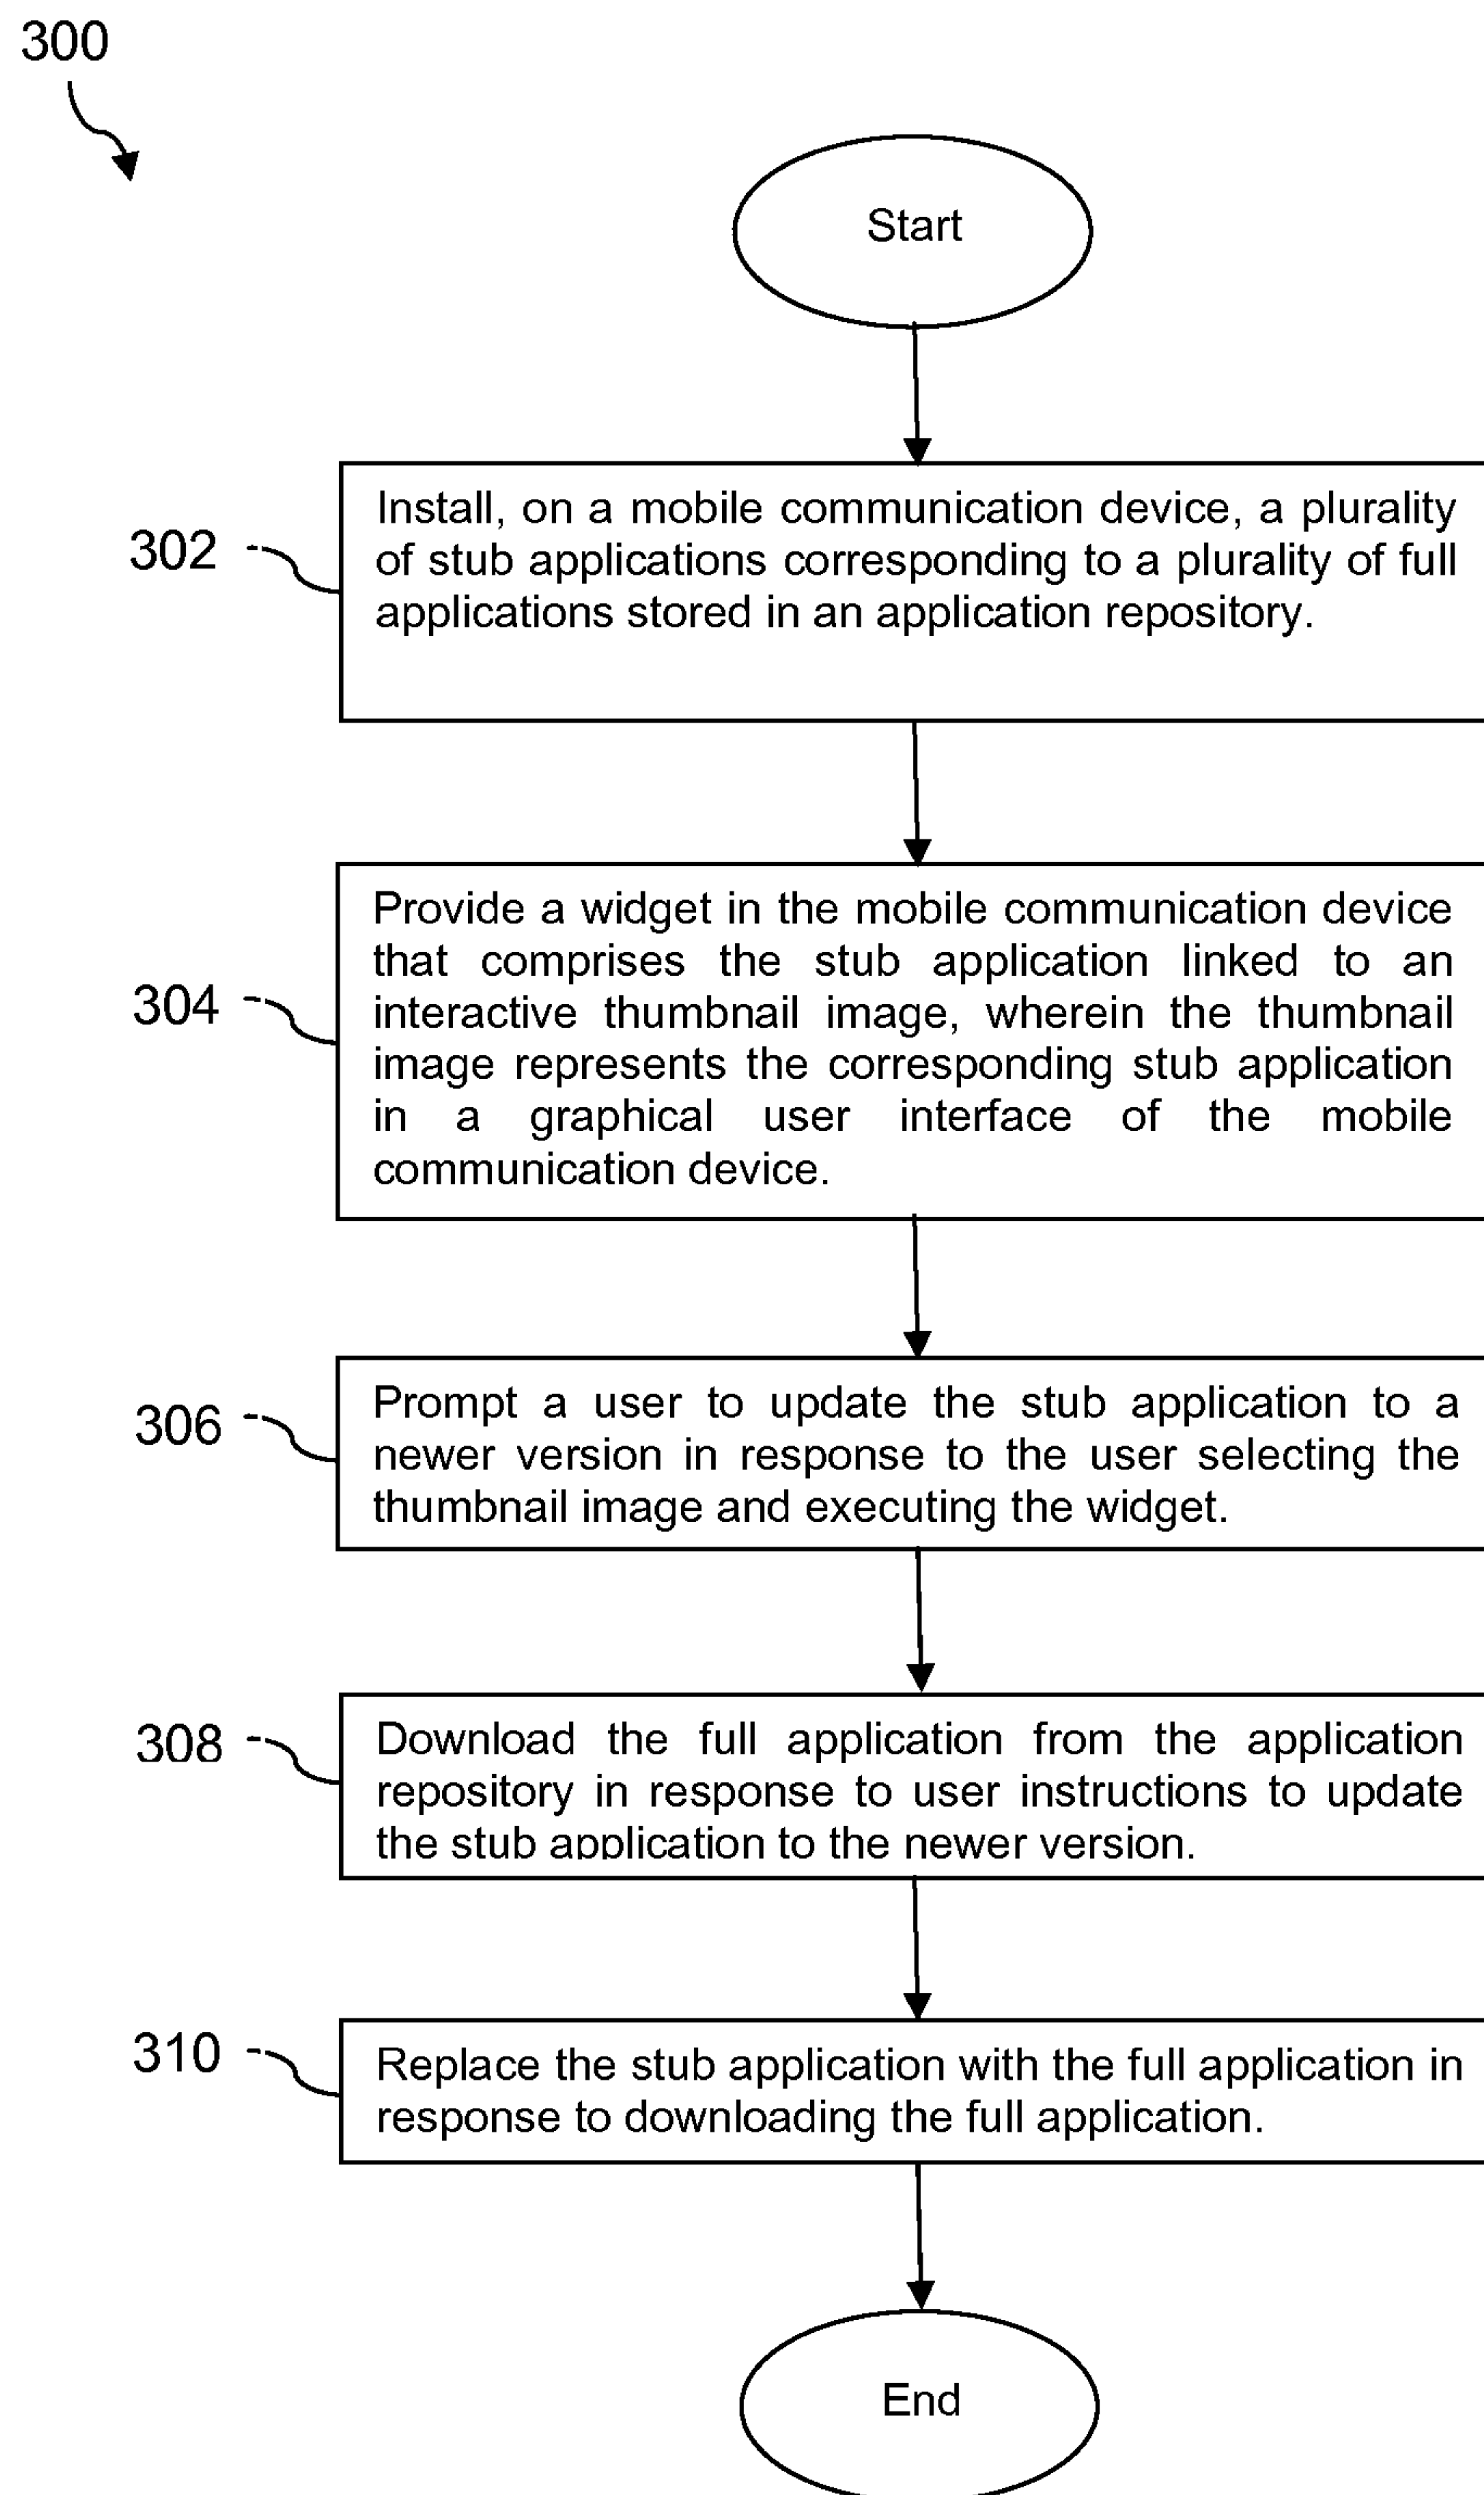 300
Start
302
Install, on a mobile communication device, a plurality
of stub applications corresponding to a plurality of full
applications stored in an application repository.
304
Provide a widget in the mobile communication device
that comprises the stub application linked to an
interactive thumbnail image, wherein the thumbnail
image represents the corresponding stub application
in a graphical user interface of the mobile
communication device.
306
Prompt a user to update the stub application to a
newer version in response to the user selecting the
thumbnail image and executing the widget.
308
Download the full application from the application
repository in response to user instructions to update
the stub application to the newer version.
310
Replace the stub application with the full application in
response to downloading the full application.
End